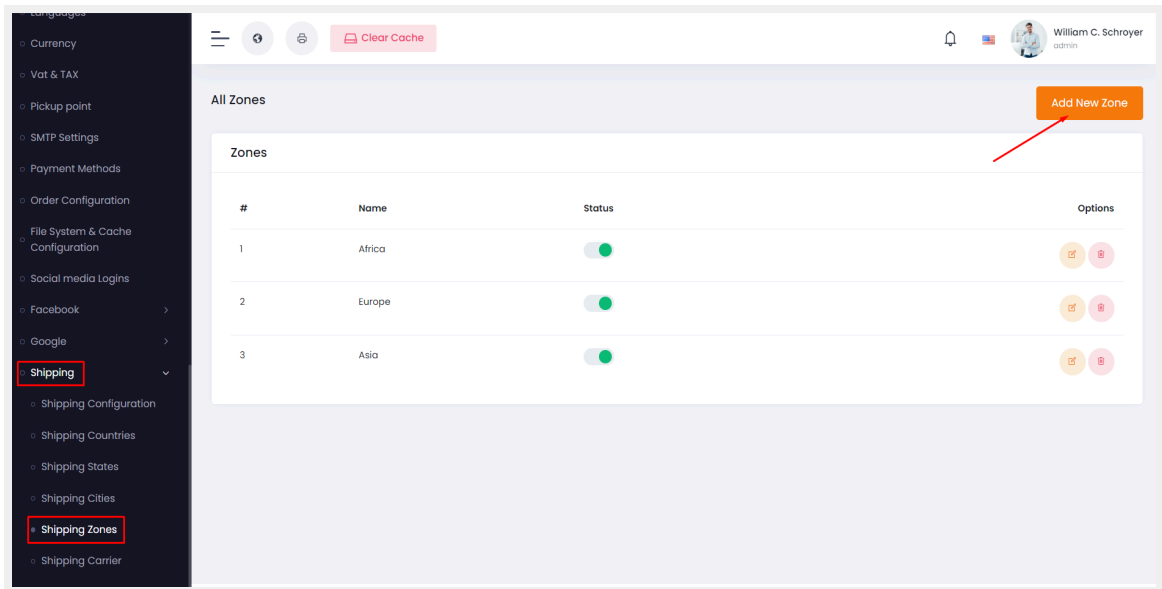 Languages
Currency
Vat & TAX
Pickup point
SMTP Settings
Payment Methods
Order Configuration
File System & Cache
Configuration
Social media Logins
Facebook
Google
Shipping
Shipping Configuration
Shipping Countries
Shipping States
Shipping Cities
Shipping Zones
Shipping Carrier
Clear Cache
William C. Schroyer
admin
All Zones
Add New Zone
Zones
# Name Status Options
1 Africa
2 Europe
3 Asia